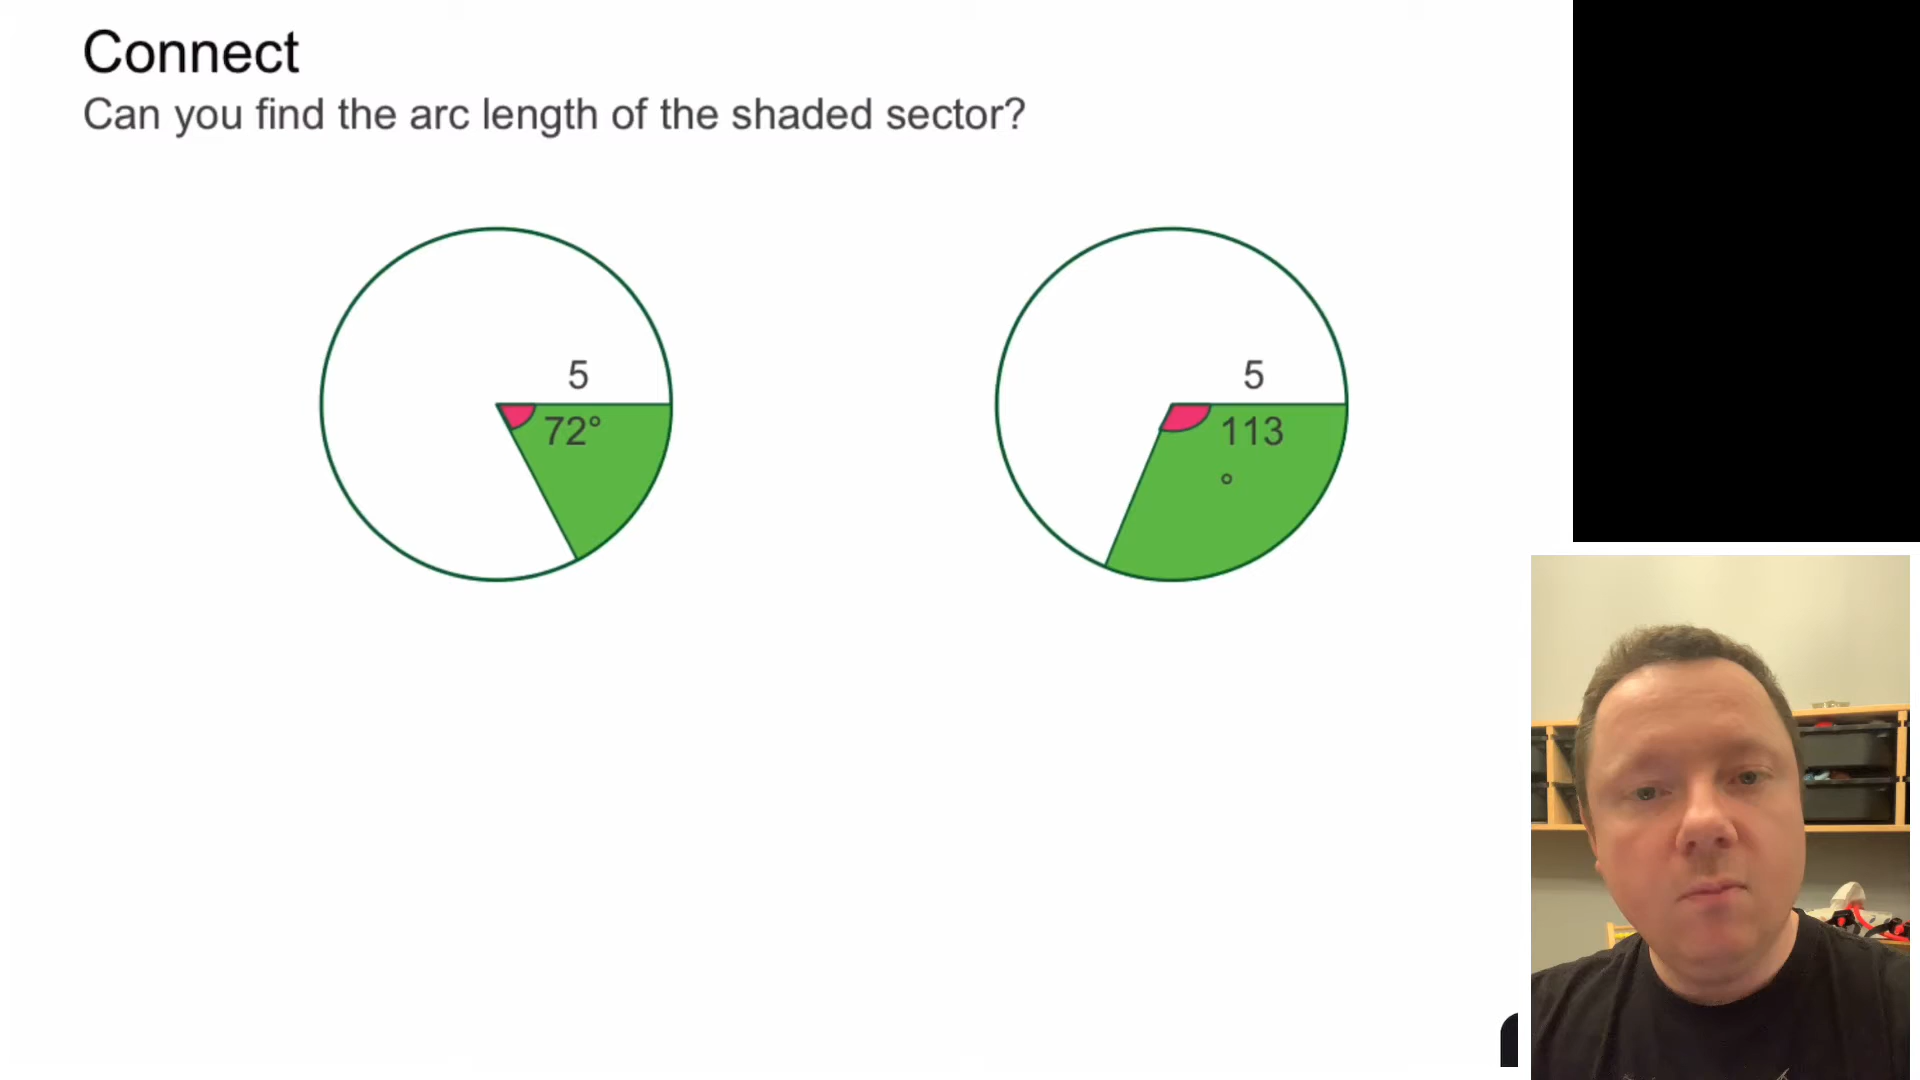 Connect
Can you find the arc length of the shaded sector?
5
72°
5
113
°